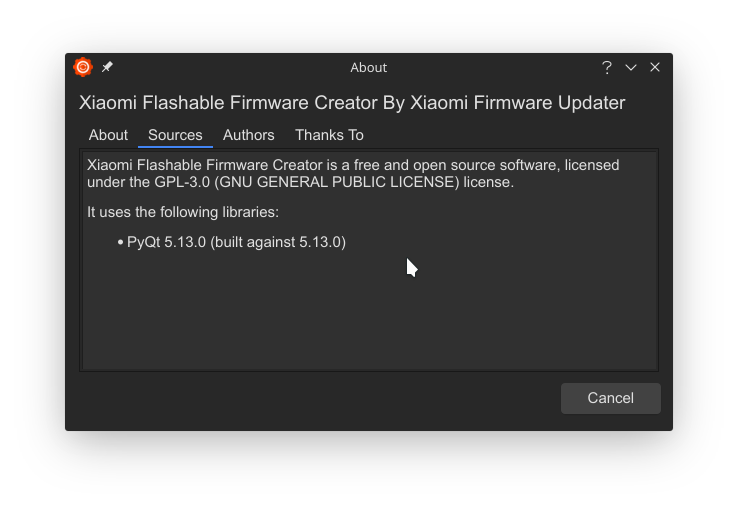 About
Xiaomi Flashable Firmware Creator By Xiaomi Firmware Updater
About Sources Authors Thanks To
Xiaomi Flashable Firmware Creator is a free and open source software, licensed
under the GPL-3.0 (GNU GENERAL PUBLIC LICENSE) license.
It uses the following libraries:
• PyQt 5.13.0 (built against 5.13.0)
Cancel